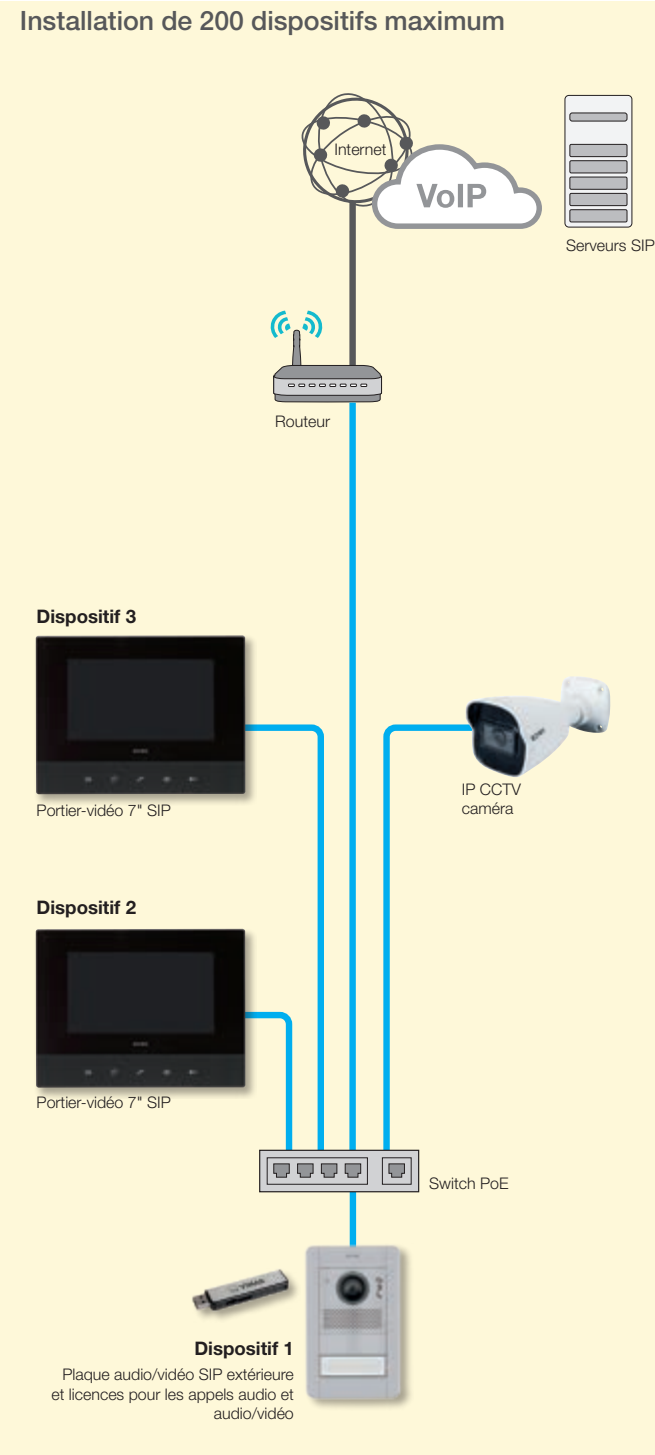 Installation de 200 dispositifs maximum
Internet
VoIP
Serveurs SIP
Routeur
Dispositif 3
Portier-vidéo 7" SIP
IP CCTV
caméra
Dispositif 2
Portier-vidéo 7" SIP
Switch PoE
Dispositif 1
Plaque audio/vidéo SIP extérieure
et licences pour les appels audio et
audio/vidéo